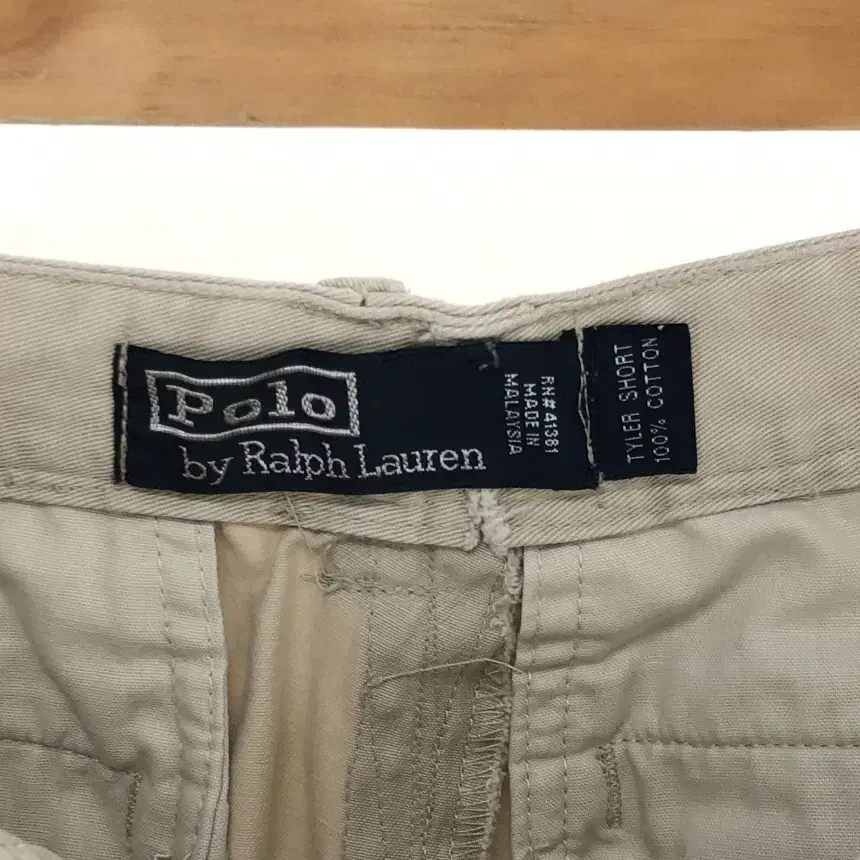 Polo
by Ralph Lauren
RN# 41381
MADE IN
MALAYSIA
TYLER SHORT
100% COTTON